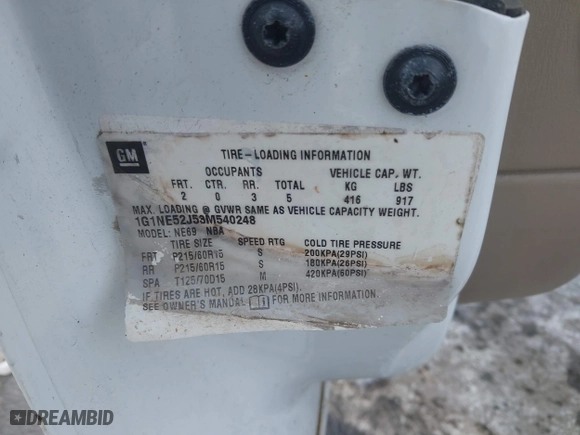 GM
TIRE-LOADING INFORMATION
OCCUPANTS VEHICLE CAP. WT.
FRT. CTR. RR. TOTAL KG LBS
2 0 3 5 416 917
MAX. LOADING @ GVWR SAME AS VEHICLE CAPACITY WEIGHT.
1G1NE52J53M540248
MODEL: NE69 NBA
TIRE SIZE SPEED RTG COLD TIRE PRESSURE
FRT P215/60R15 S 200KPA(29PSI)
RR P215/60R15 S 180KPA(26PSI)
SPA T125/70D15 M 420KPA(60PSI)
IF TIRES ARE HOT, ADD 28KPA(4PSI).
SEE OWNER'S MANUAL FOR MORE INFORMATION.
DREAMBID